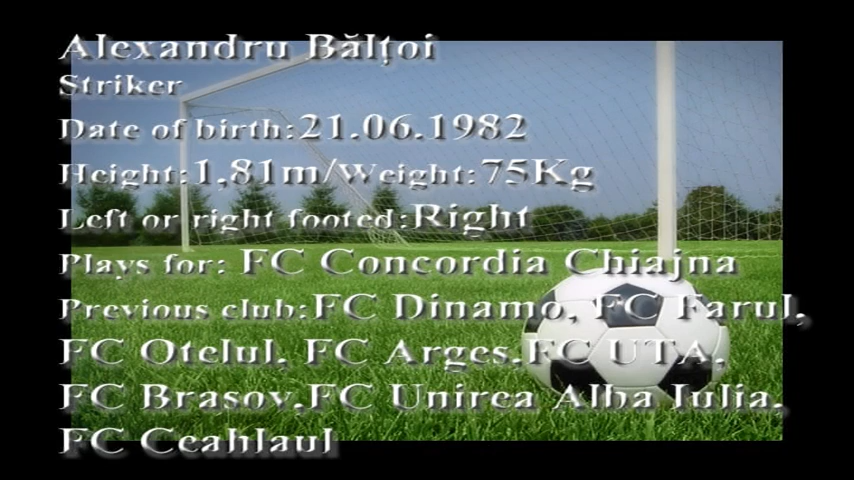 Alexandru Bălțoi
Striker
Date of birth:21.06.1982
Height:1,81m/Weight:75Kg
Left or right footed:Right
Plays for: FC Concordia Chiajna
Previous club:FC Dinamo, FC Farul,
FC Otelul, FC Arges,FC UTA,
FC Brasov,FC Unirea Alba Iulia,
FC Ceahlaul